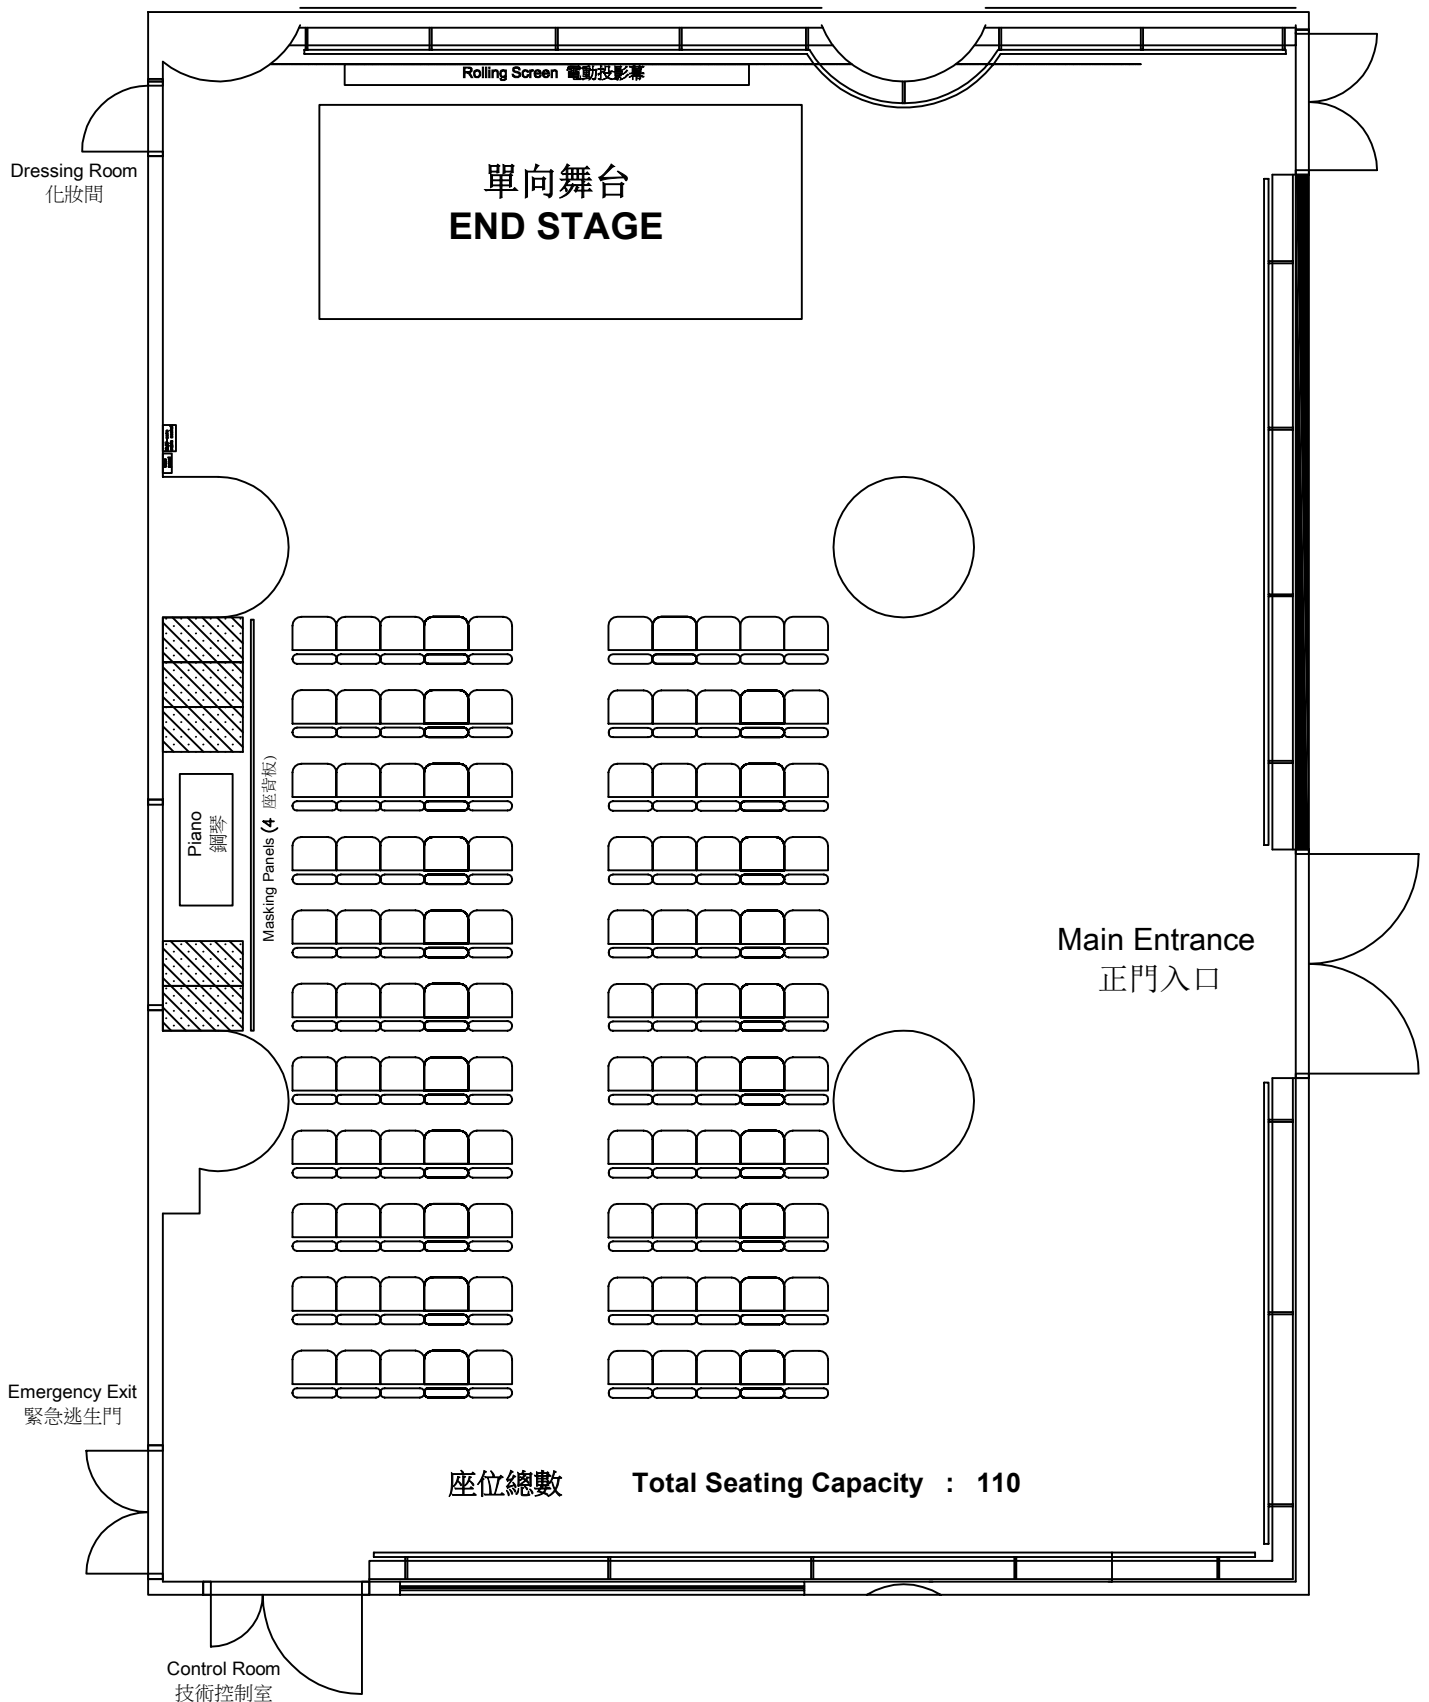 Rolling Screen 電動投影幕
Dressing Room
化妝間
單向舞台
END STAGE
Piano
鋼琴
Masking Panels (4 座背板)
Main Entrance
正門入口
Emergency Exit
緊急逃生門
座位總數 Total Seating Capacity : 110
Control Room
技術控制室